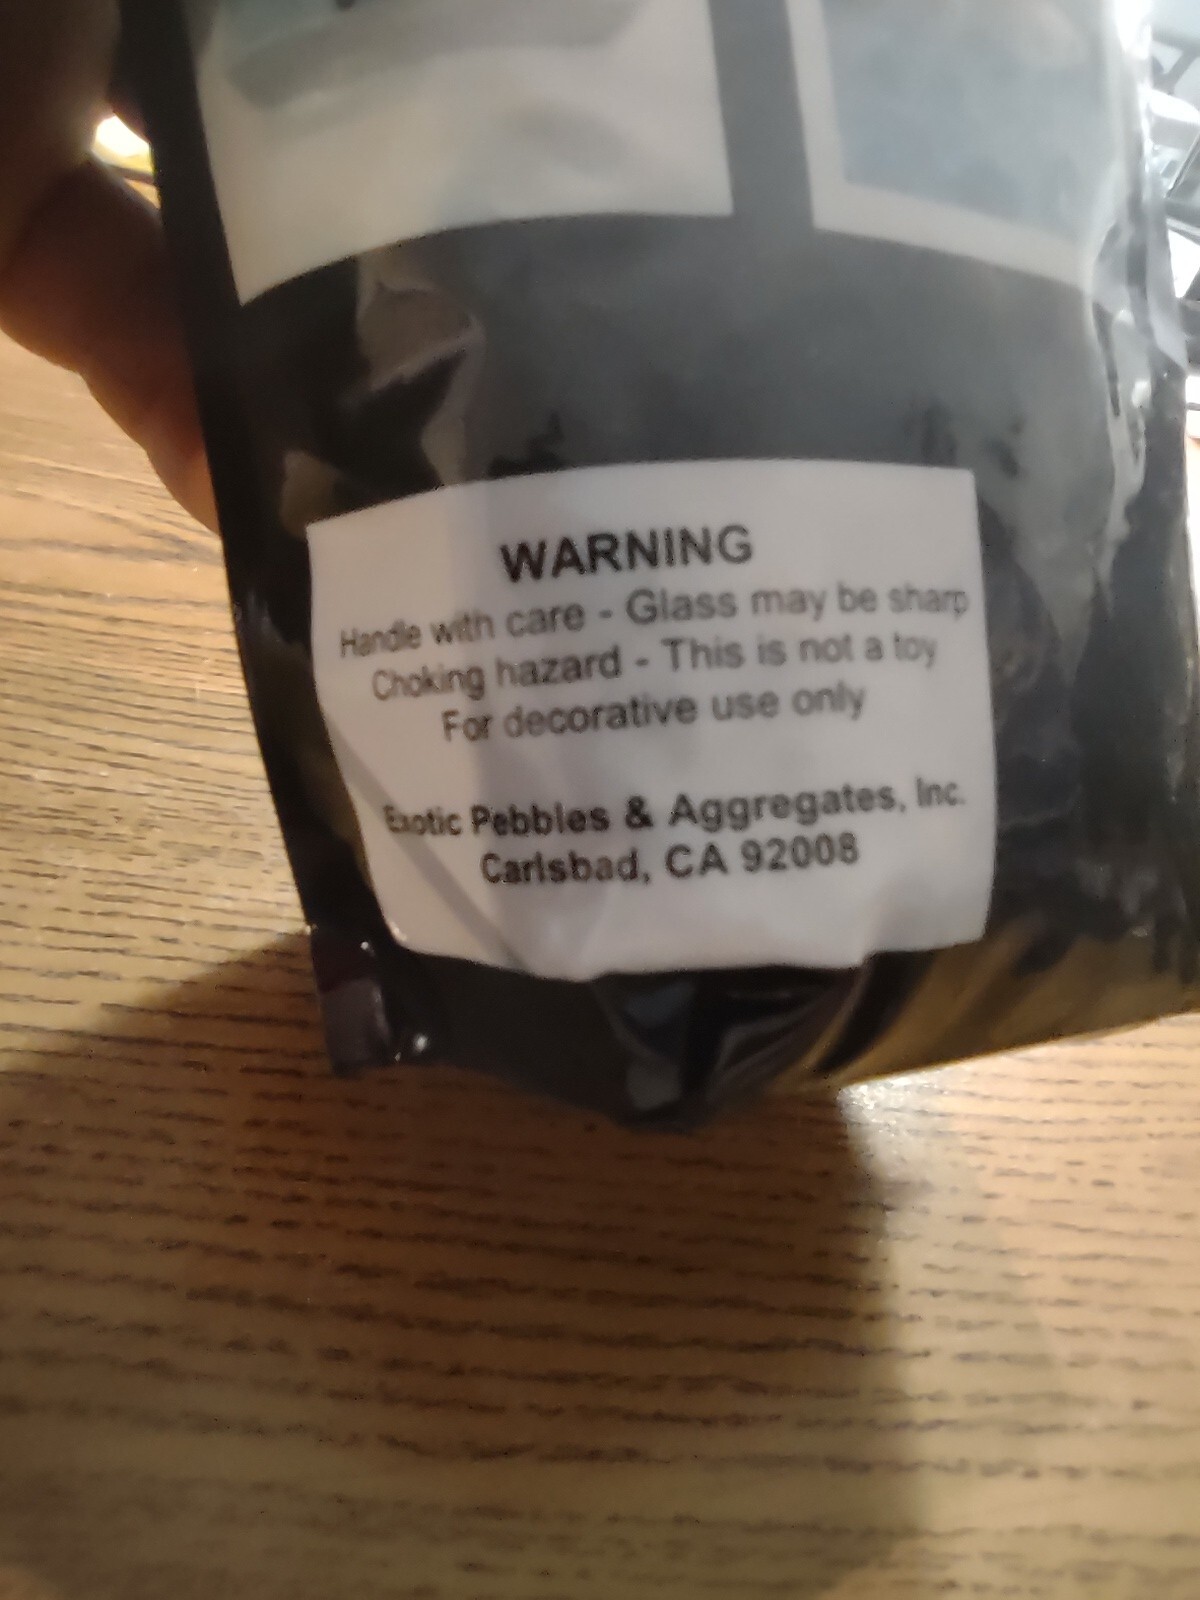 WARNING
Handle with care - Glass may be sharp
Choking hazard - This is not a toy
For decorative use only
Exotic Pebbles & Aggregates, Inc.
Carlsbad, CA 92008